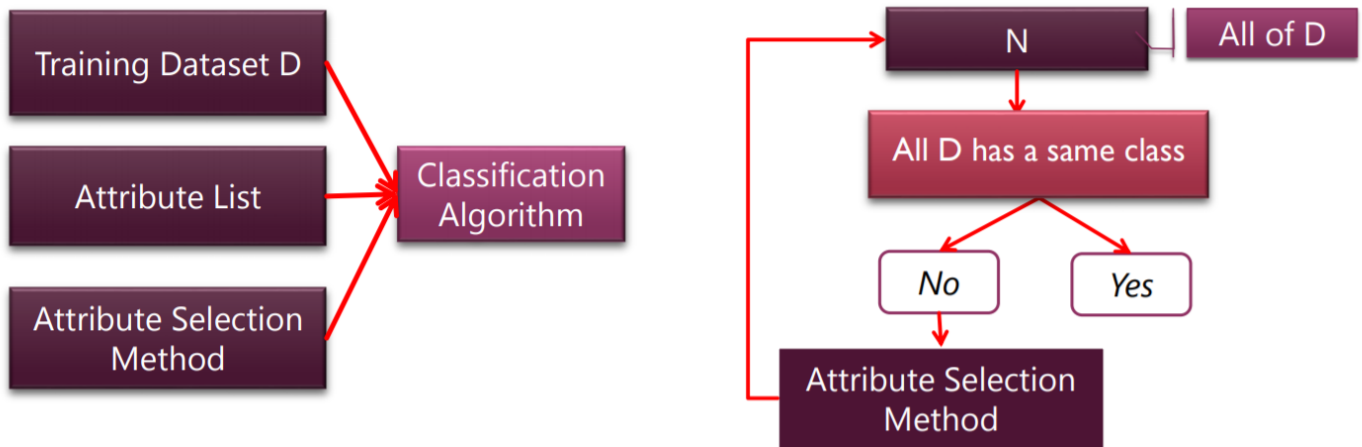 Training Dataset D
Attribute List
Attribute Selection
Method
Classification
Algorithm
N
All of D
All D has a same class
No
Yes
Attribute Selection
Method